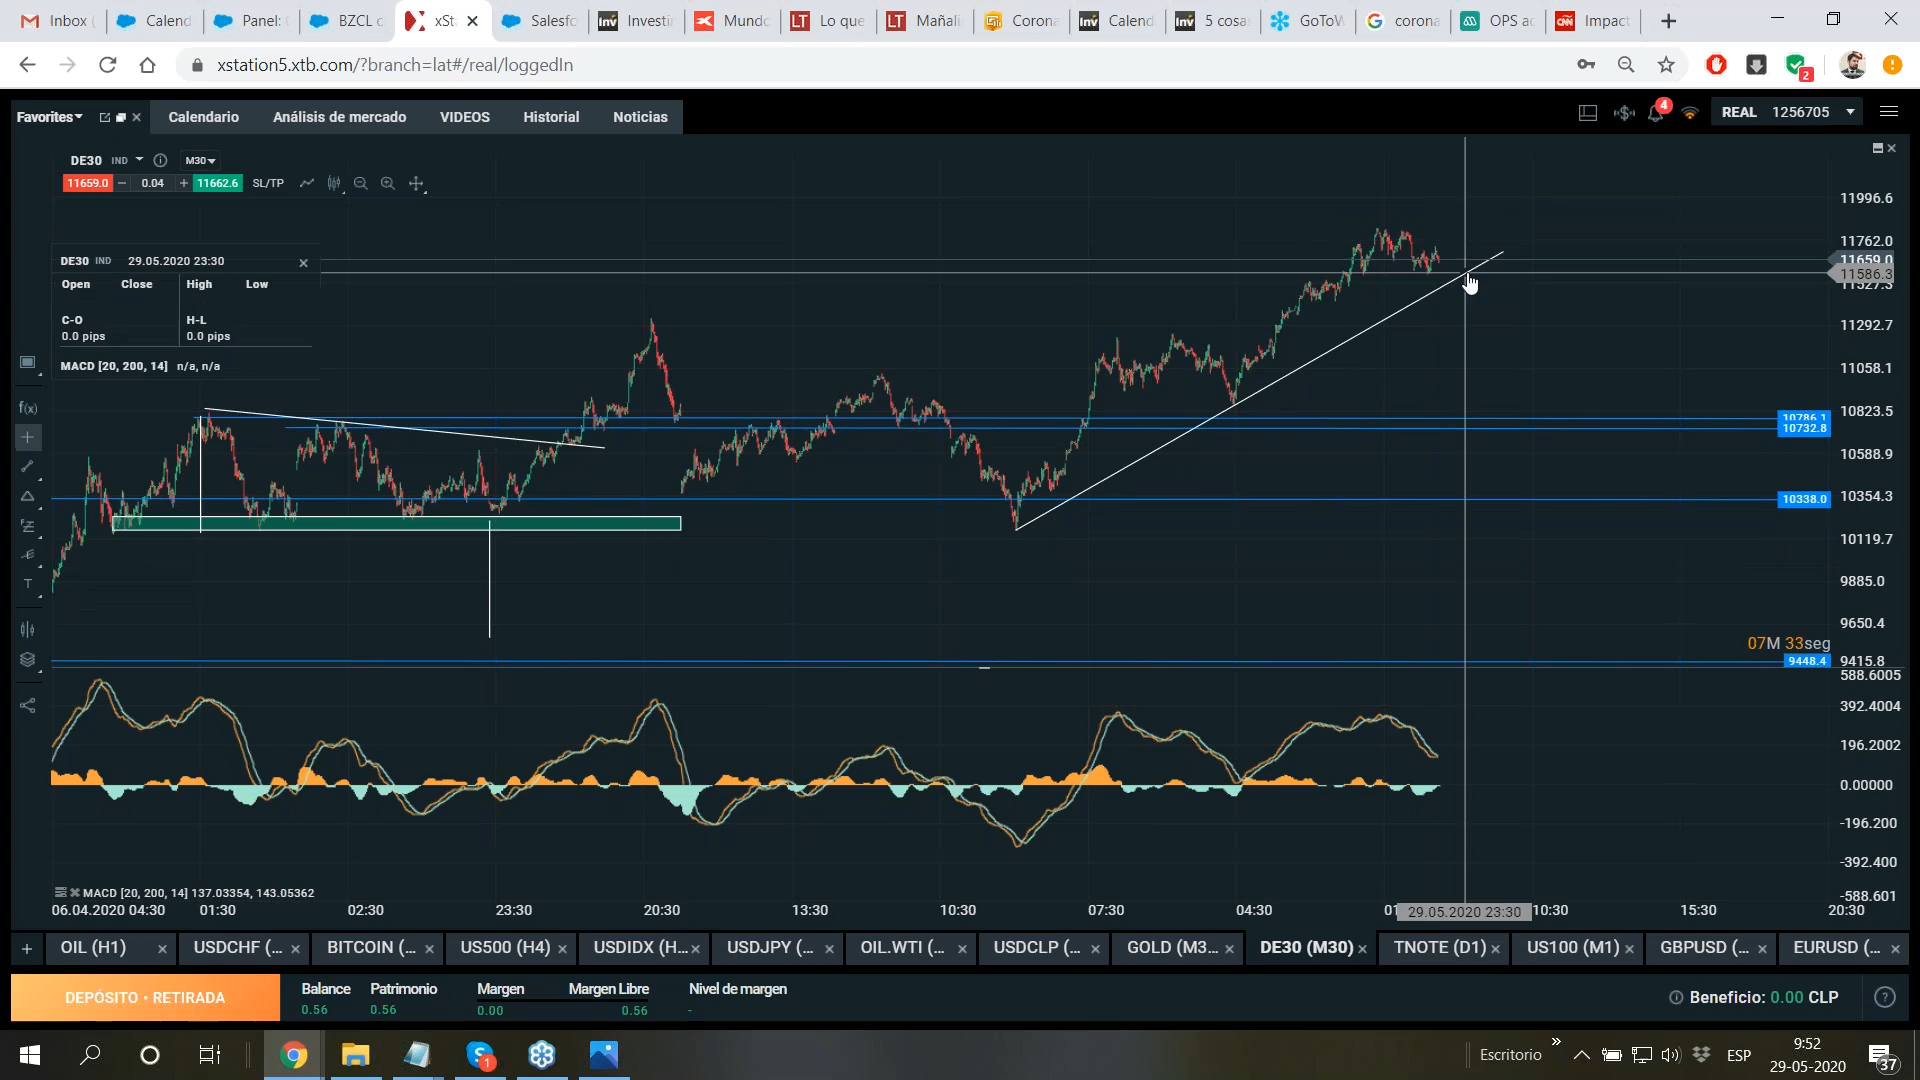 Inbox (
Calend
Panel:
BZCL c
xSt
Salesfo
Investi
Mundo
Lo que
Mañali
Corona
Calend
5 cosa
GoToW
corona
OPS ac
Impact
xstation5.xtb.com/?branch=lat#/real/loggedIn
2
Favorites
Calendario
Análisis de mercado
VIDEOS
Historial
Noticias
4
REAL 1256705
DE30 IND
M30
11659.0 − 0.04 + 11662.6 SL/TP
DE30 IND 29.05.2020 23:30
Open Close High Low
C-O H-L
0.0 pips 0.0 pips
MACD [20, 200, 14] n/a, n/a
11996.6
11762.0
11659.0
11586.3
11527.3
11292.7
11058.1
10823.5
10786.1
10732.8
10588.9
10354.3
10338.0
10119.7
9885.0
9650.4
07M 33seg
9415.8
9448.4
588.6005
392.4004
196.2002
0.00000
-196.200
-392.400
-588.601
f(x)
T
MACD [20, 200, 14] 137.03354, 143.05362
06.04.2020 04:30 01:30 02:30 23:30 20:30 13:30 10:30 07:30 04:30 01 29.05.2020 23:30 10:30 15:30 20:30
+ OIL (H1) USDCHF (... BITCOIN (... US500 (H4) USDIDX (H... USDJPY (... OIL.WTI (... USDCLP (... GOLD (M3... DE30 (M30) TNOTE (D1) US100 (M1) GBPUSD (... EURUSD (...
DEPÓSITO • RETIRADA
Balance Patrimonio Margen Margen Libre Nivel de margen
0.56 0.56 0.00 0.56 -
Beneficio: 0.00 CLP
1
Escritorio
ESP
9:52
29-05-2020
37